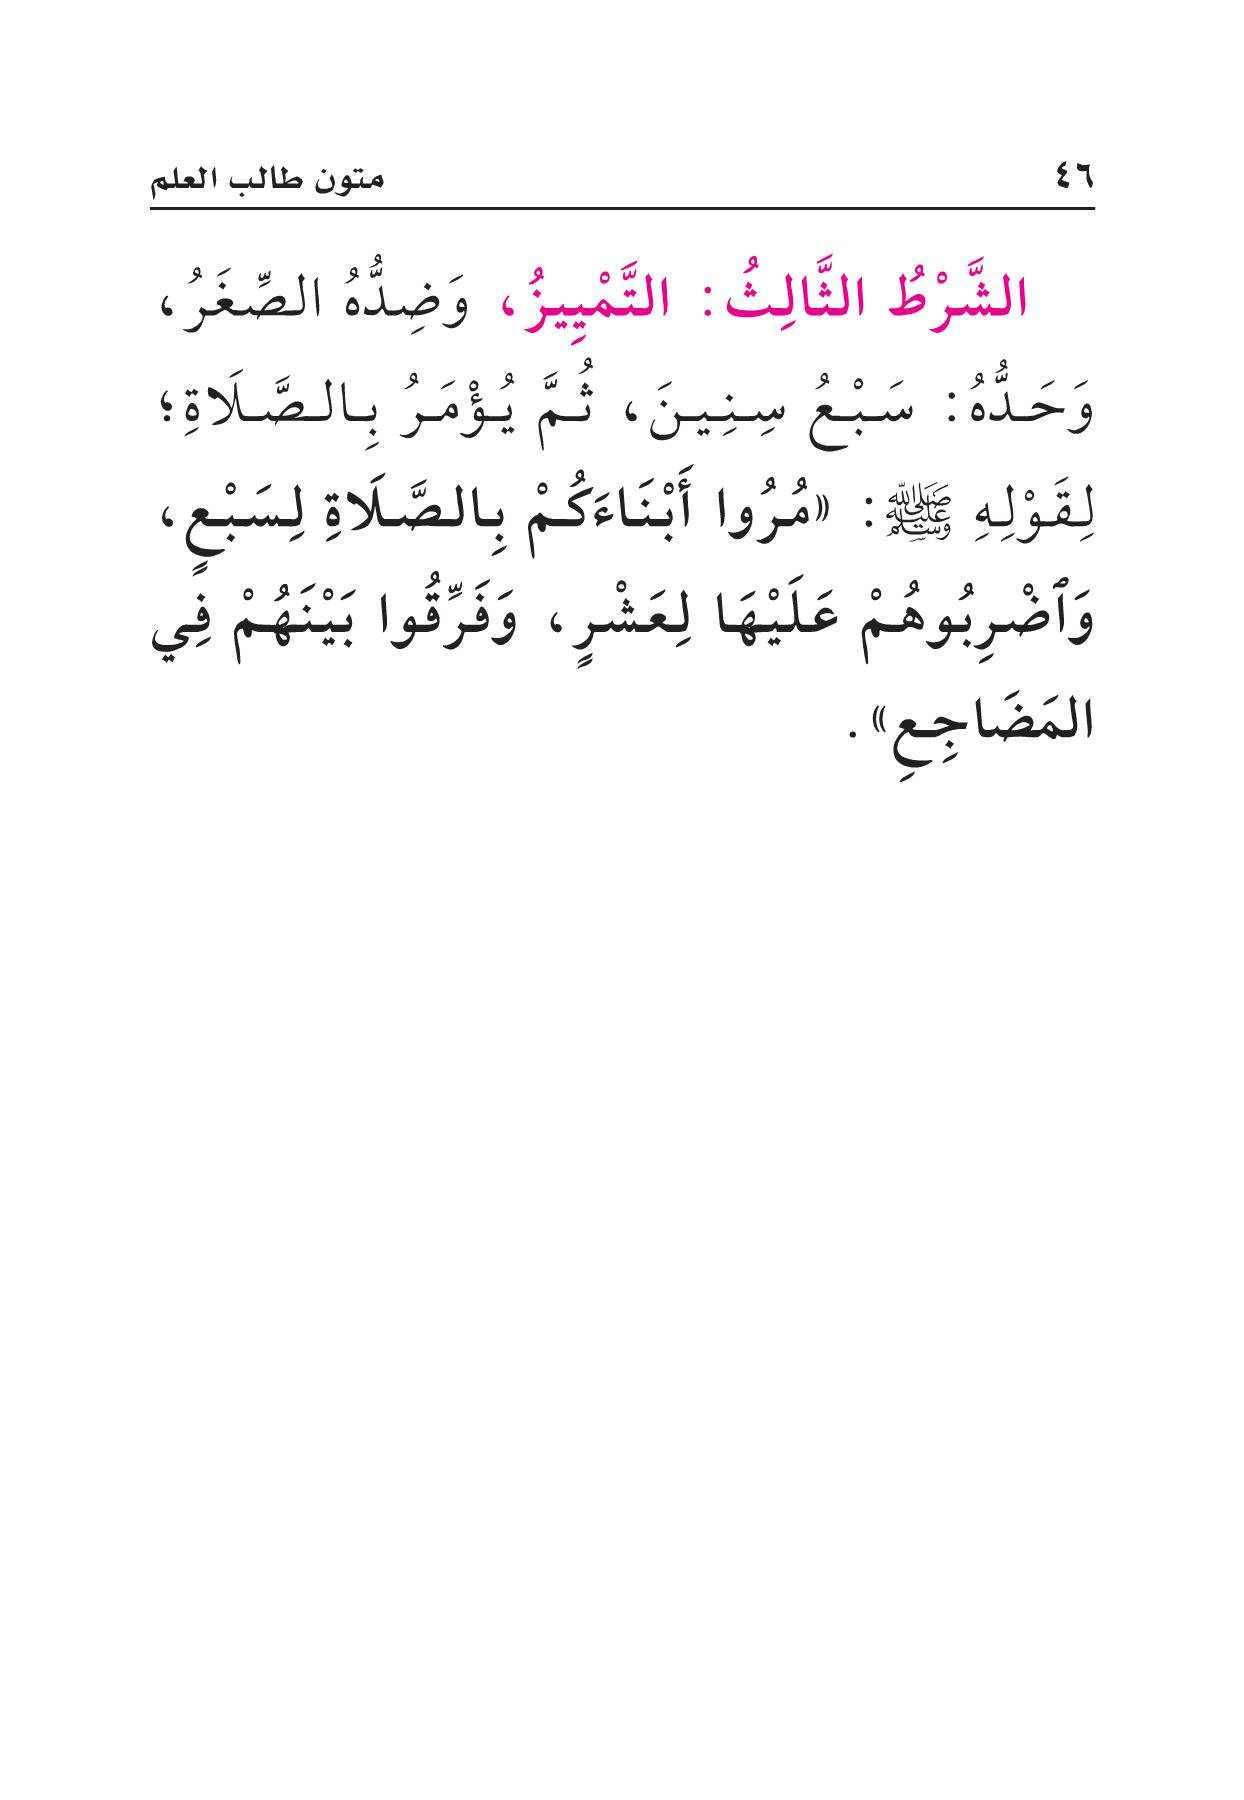 ٤٦ متون طالب العلم
الشَّرْطُ الثَّالِثُ: التَّمْيِيزُ، وَضِدُّهُ الصِّغَرُ،
وَحَدُّهُ: سَبْعُ سِنِينَ، ثُمَّ يُؤْمَرُ بِالصَّلَاةِ؛
لِقَوْلِهِ ﷺ: «مُرُوا أَبْنَاءَكُمْ بِالصَّلَاةِ لِسَبْعٍ،
وَٱضْرِبُوهُمْ عَلَيْهَا لِعَشْرٍ، وَفَرِّقُوا بَيْنَهُمْ فِي
المَضَاجِعِ».